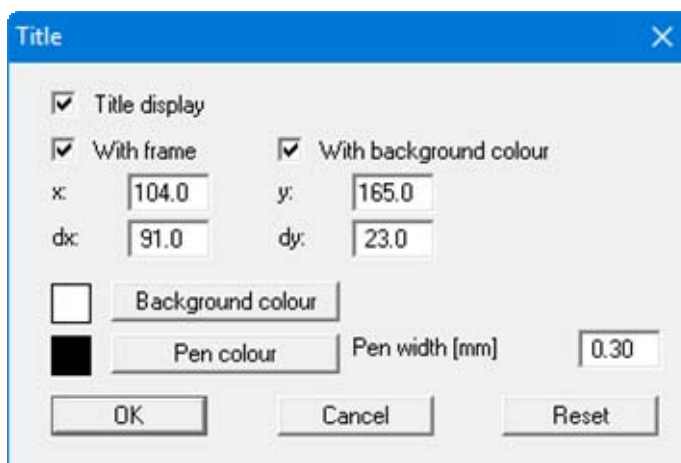 Title
Title display
With frame With background colour
x: 104.0 y: 165.0
dx: 91.0 dy: 23.0
Background colour
Pen colour Pen width [mm] 0.30
OK Cancel Reset